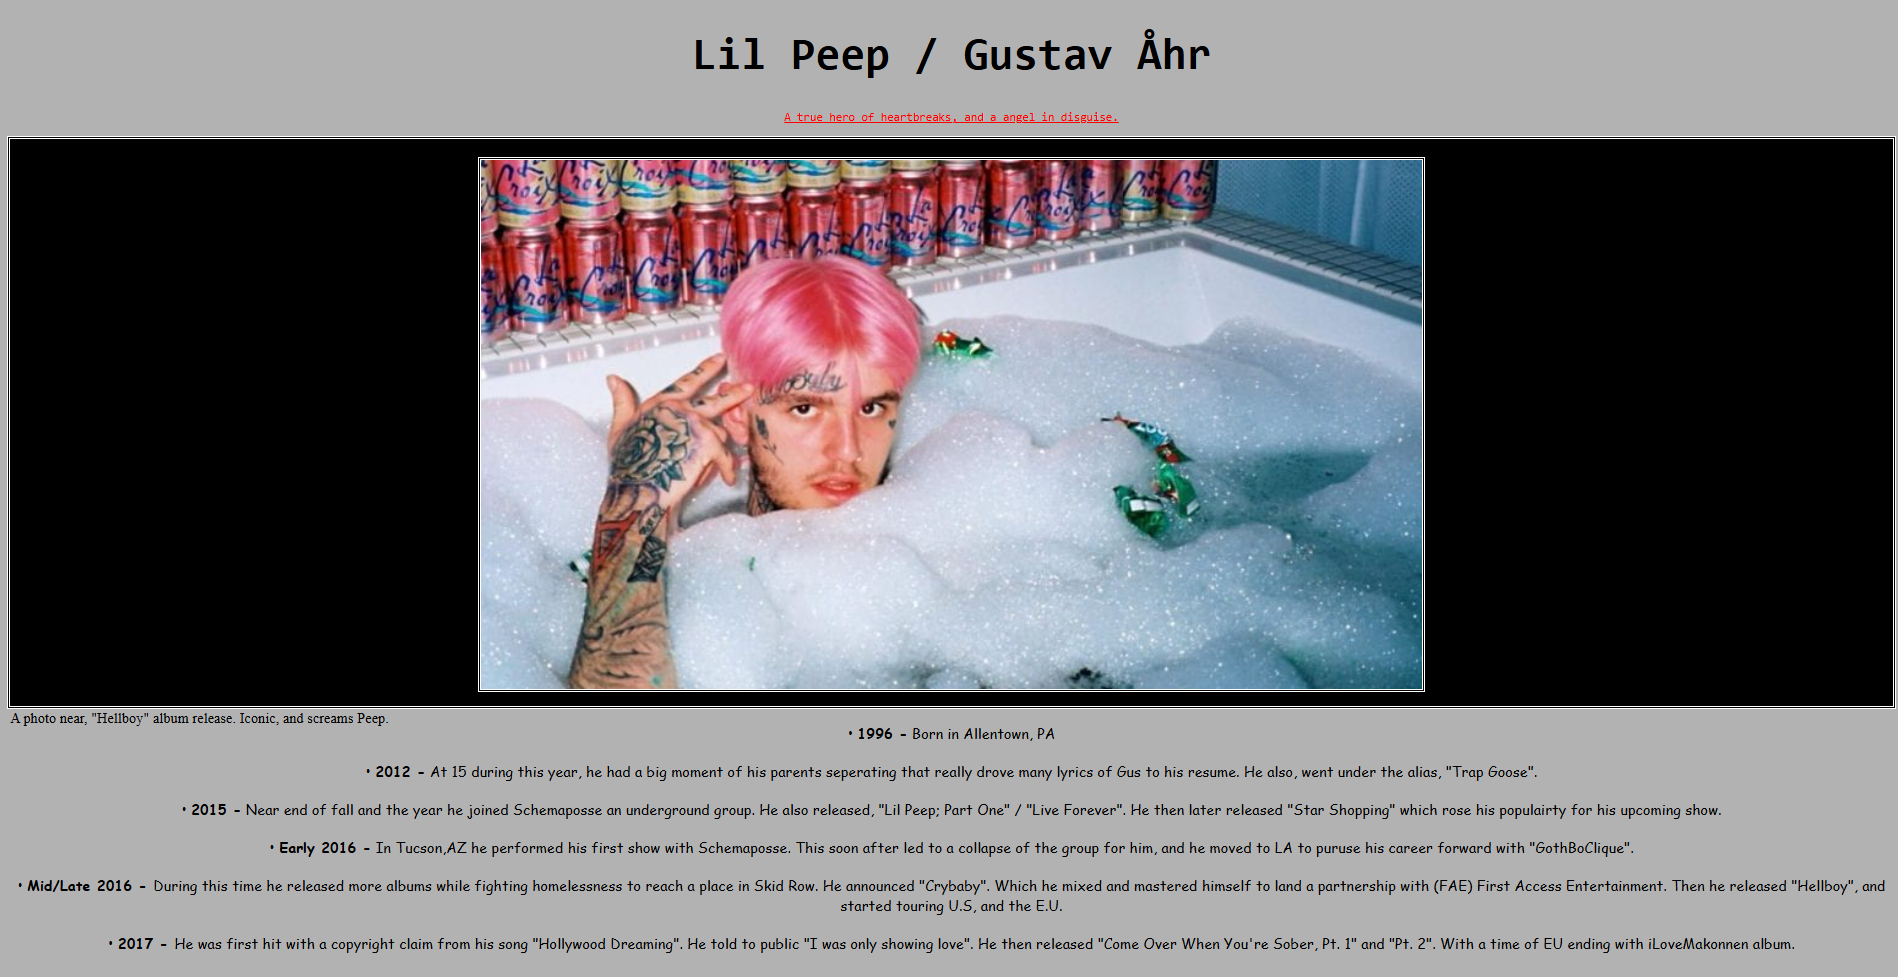 Lil Peep / Gustav Åhr
A true hero of heartbreaks, and a angel in disguise.
La Croix
CryBaby
A photo near, "Hellboy" album release. Iconic, and screams Peep.
• 1996 - Born in Allentown, PA
• 2012 - At 15 during this year, he had a big moment of his parents seperating that really drove many lyrics of Gus to his resume. He also, went under the alias, "Trap Goose".
• 2015 - Near end of fall and the year he joined Schemaposse an underground group. He also released, "Lil Peep; Part One" / "Live Forever". He then later released "Star Shopping" which rose his populairty for his upcoming show.
• Early 2016 - In Tucson,AZ he performed his first show with Schemaposse. This soon after led to a collapse of the group for him, and he moved to LA to puruse his career forward with "GothBoClique".
• Mid/Late 2016 - During this time he released more albums while fighting homelessness to reach a place in Skid Row. He announced "Crybaby". Which he mixed and mastered himself to land a partnership with (FAE) First Access Entertainment. Then he released "Hellboy", and
started touring U.S, and the E.U.
• 2017 - He was first hit with a copyright claim from his song "Hollywood Dreaming". He told to public "I was only showing love". He then released "Come Over When You're Sober, Pt. 1" and "Pt. 2". With a time of EU ending with iLoveMakonnen album.